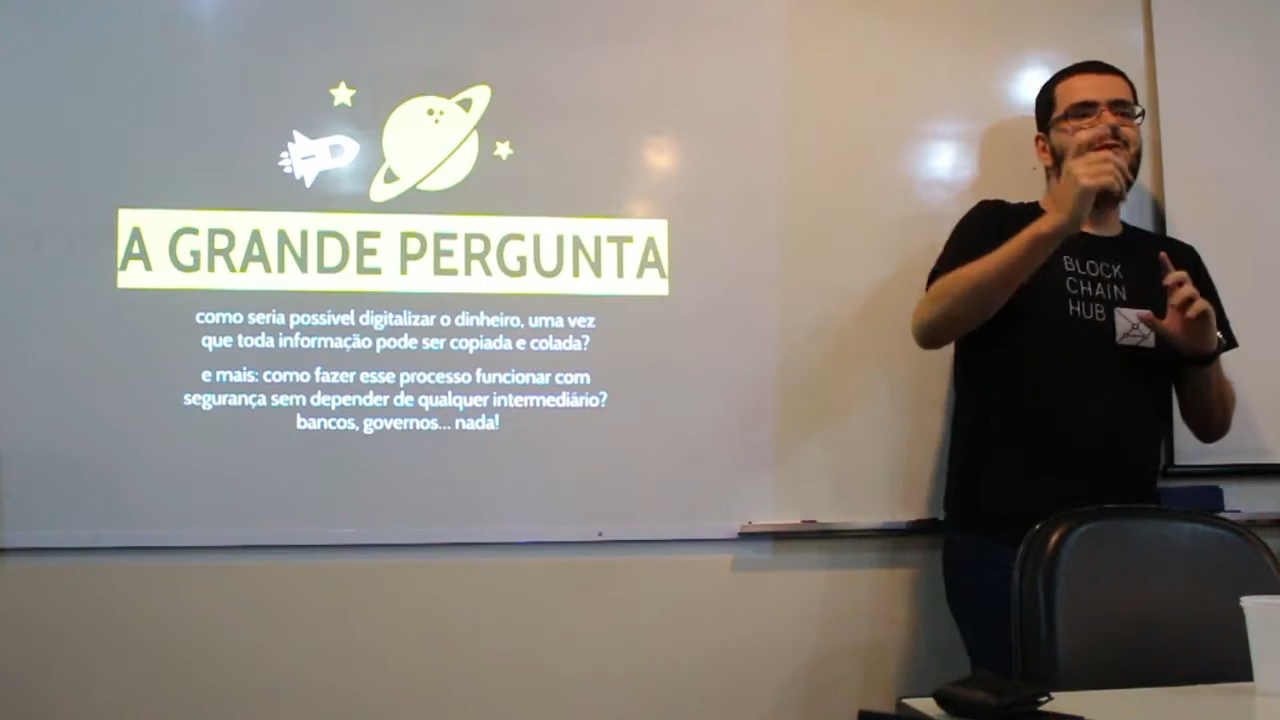 A GRANDE PERGUNTA
como seria possível digitalizar o dinheiro, uma vez
que toda informação pode ser copiada e colada?
e mais: como fazer esse processo funcionar com
segurança sem depender de qualquer intermediário?
bancos, governos... nada!
BLOCK
CHAIN
HUB